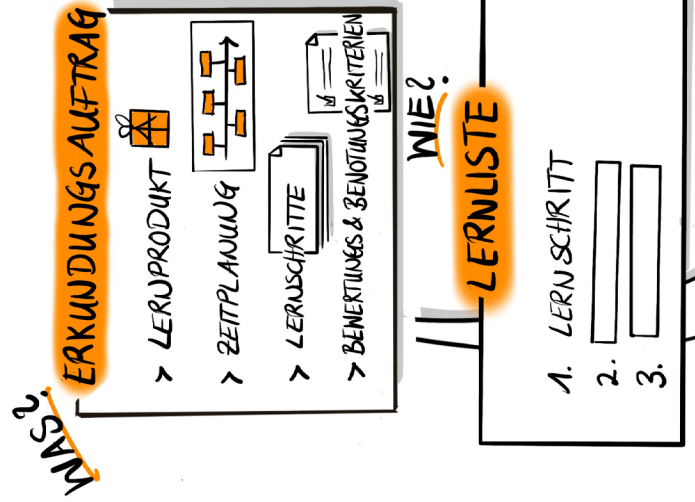 WAS?
ERKUNDUNGSAUFTRAG
> LERNPRODUKT
> ZEITPLANUNG
> LERNSCHRITTE
> BEWERTUNGS & BENOTUNGSKRITERIEN
WIE?
LERNLISTE
1. LERNSCHRITT
2.
3.